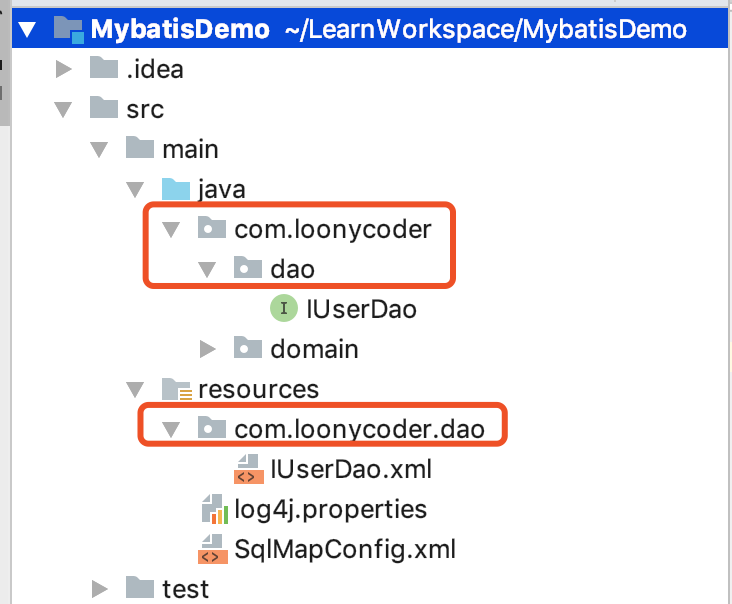 MybatisDemo ~/LearnWorkspace/MybatisDemo
.idea
src
main
java
com.loonycoder
dao
I IUserDao
domain
resources
com.loonycoder.dao
<> IUserDao.xml
log4j.properties
<> SqlMapConfig.xml
test